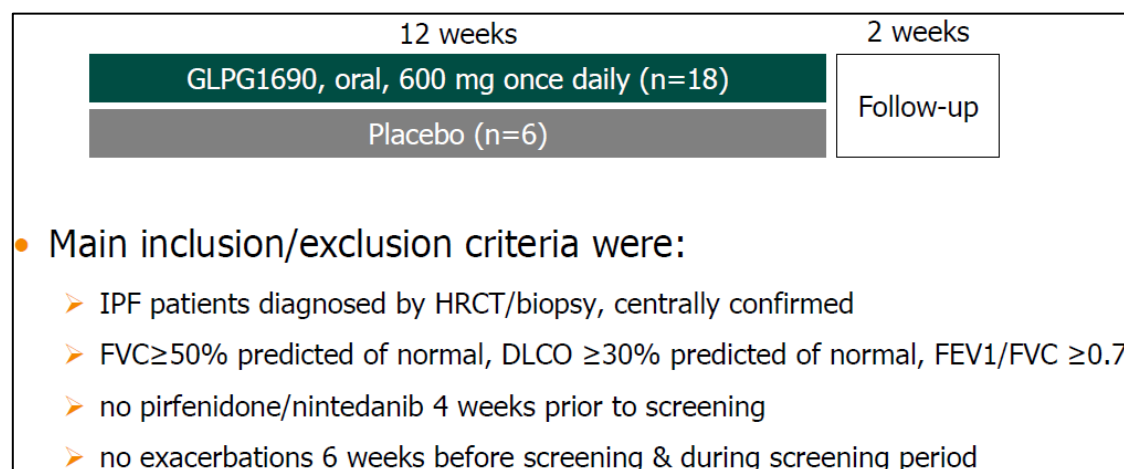 12 weeks
2 weeks
GLPG1690, oral, 600 mg once daily (n=18)
Placebo (n=6)
Follow-up
• Main inclusion/exclusion criteria were:
➢ IPF patients diagnosed by HRCT/biopsy, centrally confirmed
➢ FVC≥50% predicted of normal, DLCO ≥30% predicted of normal, FEV1/FVC ≥0.7
➢ no pirfenidone/nintedanib 4 weeks prior to screening
➢ no exacerbations 6 weeks before screening & during screening period